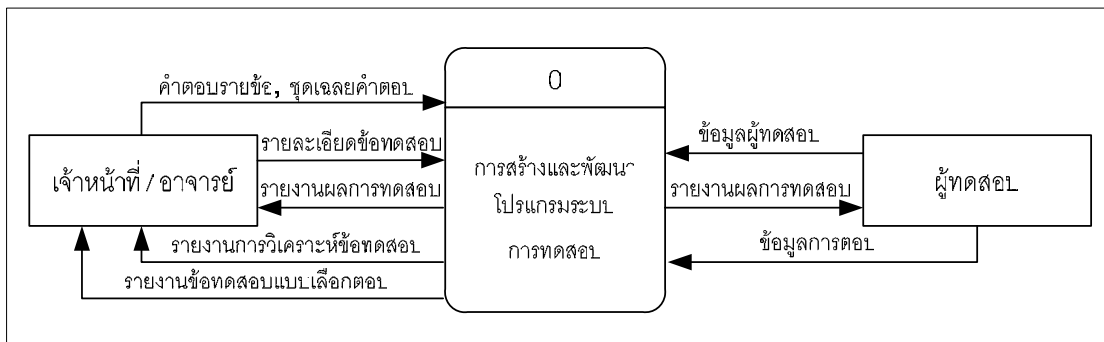 0
คำตอบรายข้อ, ชุดเฉลยคำตอบ
รายละเอียดข้อทดสอบ
ข้อมูลผู้ทดสอบ
เจ้าหน้าที่ / อาจารย์
การสร้างและพัฒนา
โปรแกรมระบบ
การทดสอบ
ผู้ทดสอบ
รายงานผลการทดสอบ
รายงานผลการทดสอบ
รายงานการวิเคราะห์ข้อทดสอบ
ข้อมูลการตอบ
รายงานข้อทดสอบแบบเลือกตอบ